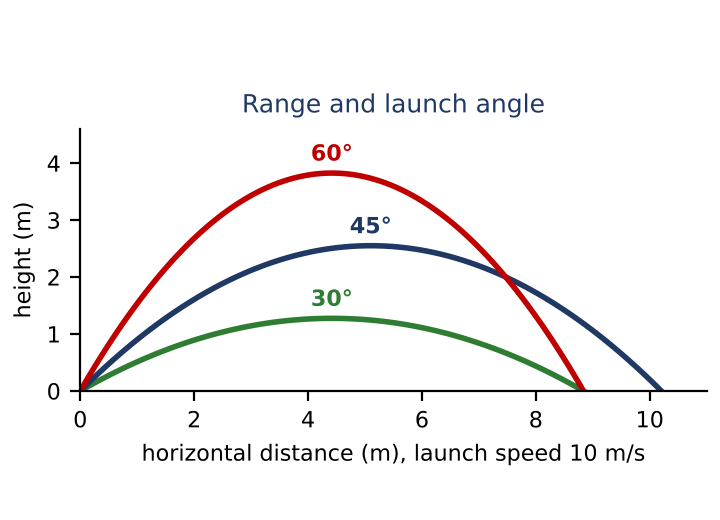 Range and launch angle
60°
45°
30°
height (m)
4
3
2
1
0
0 2 4 6 8 10
horizontal distance (m), launch speed 10 m/s